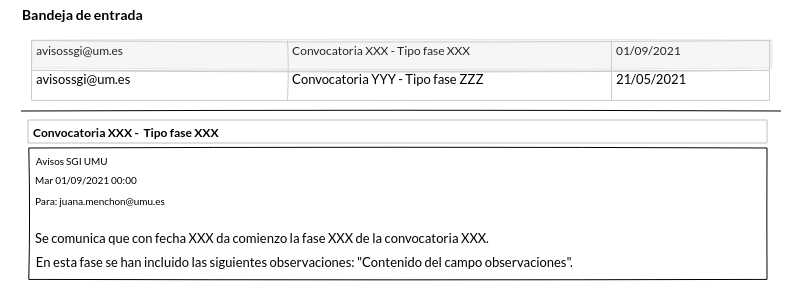 Bandeja de entrada
avisossgi@um.es Convocatoria XXX - Tipo fase XXX 01/09/2021
avisossgi@um.es Convocatoria YYY - Tipo fase ZZZ 21/05/2021
Convocatoria XXX - Tipo fase XXX
Avisos SGI UMU
Mar 01/09/2021 00:00
Para: juana.menchon@umu.es
Se comunica que con fecha XXX da comienzo la fase XXX de la convocatoria XXX.
En esta fase se han incluido las siguientes observaciones: "Contenido del campo observaciones".